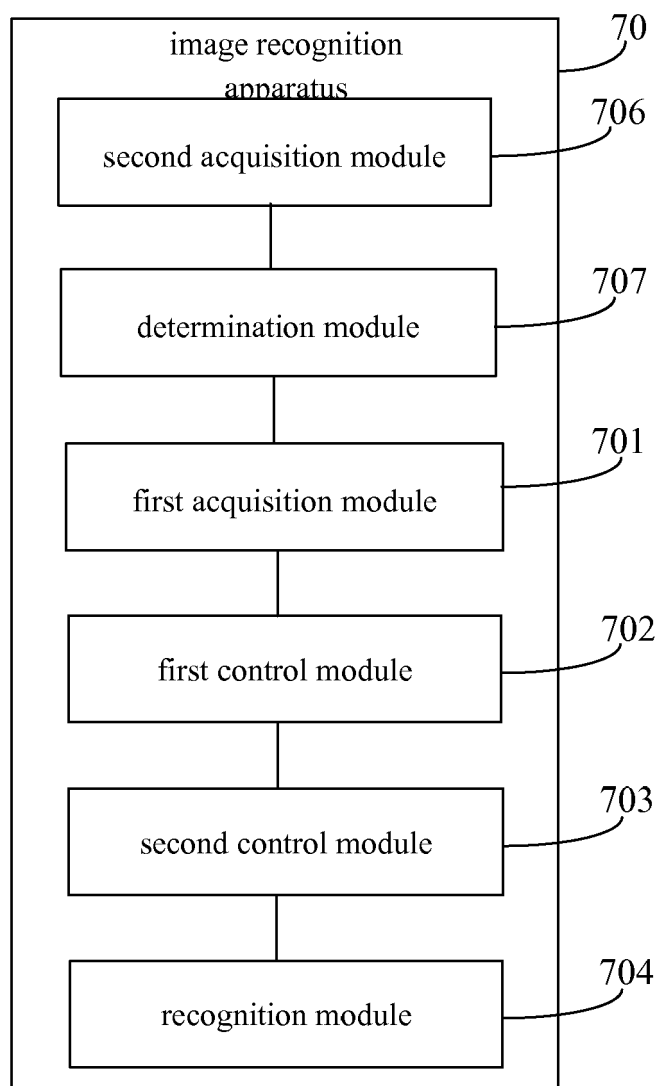 image recognition
70
apparatus
706
second acquisition module
707
determination module
701
first acquisition module
702
first control module
703
second control module
704
recognition module